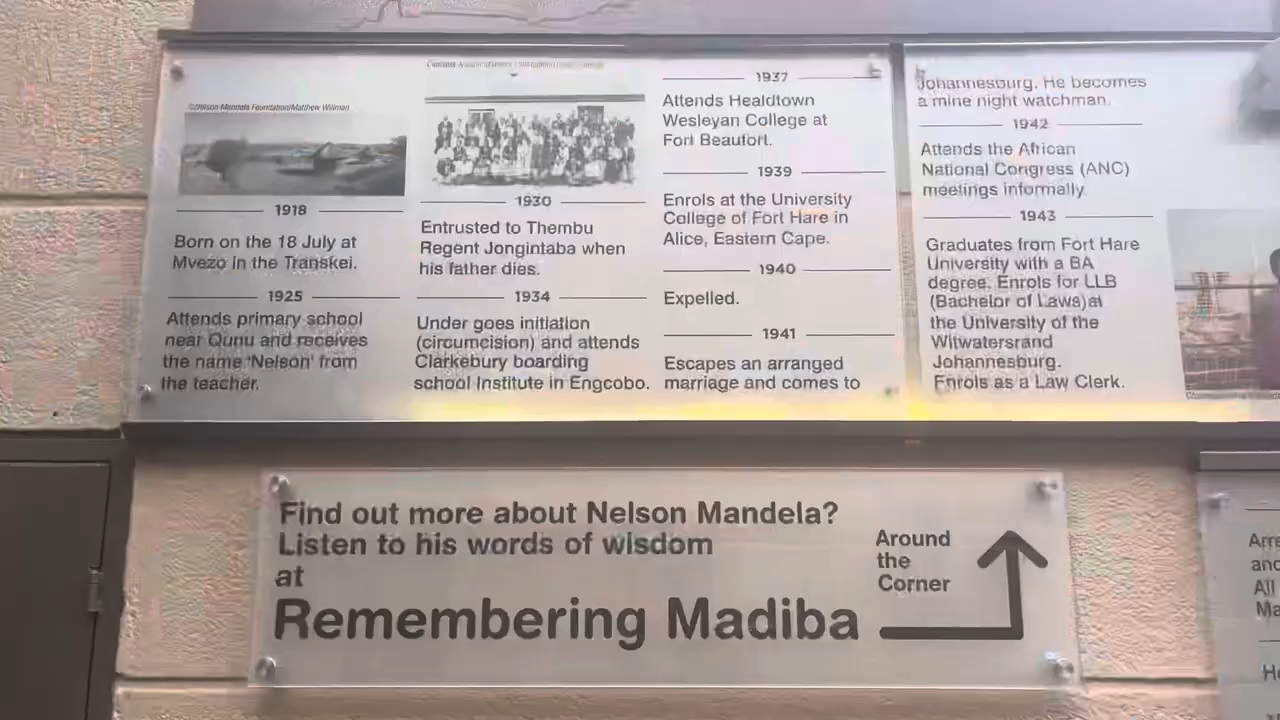 Nelson Mandela Foundation/Matthew Willman
1918
Born on the 18 July at
Mvezo in the Transkei.
1925
Attends primary school
near Qunu and receives
the name 'Nelson' from
the teacher.
1930
Entrusted to Thembu
Regent Jongintaba when
his father dies.
1934
Under goes initiation
(circumcision) and attends
Clarkebury boarding
school Institute in Engcobo.
1937
Attends Healdtown
Wesleyan College at
Fort Beaufort.
1939
Enrols at the University
College of Fort Hare in
Alice, Eastern Cape.
1940
Expelled.
1941
Escapes an arranged
marriage and comes to
Johannesburg. He becomes
a mine night watchman.
1942
Attends the African
National Congress (ANC)
meetings informally.
1943
Graduates from Fort Hare
University with a BA
degree. Enrols for LLB
(Bachelor of Laws)at
the University of the
Witwatersrand
Johannesburg.
Enrols as a Law Clerk.
Find out more about Nelson Mandela?
Listen to his words of wisdom
at
Remembering Madiba
Around
the
Corner
and
All